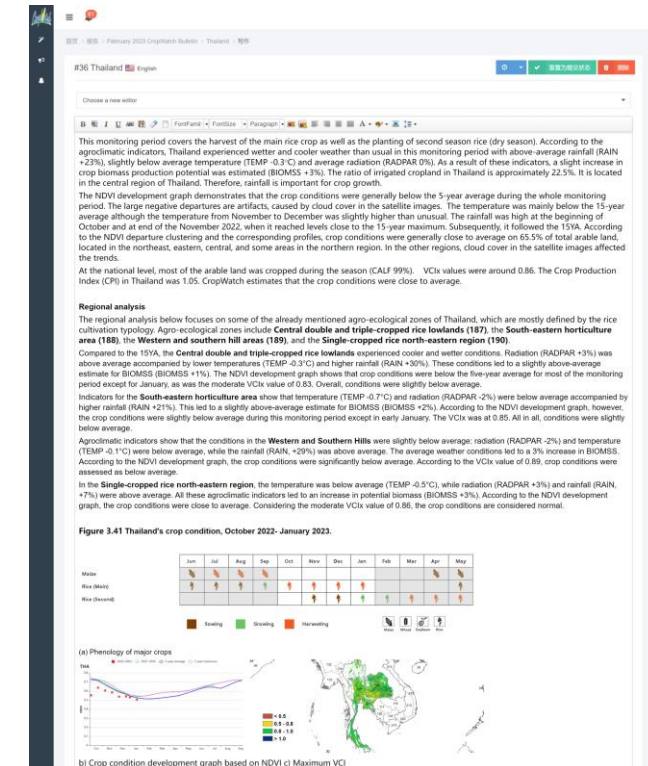 首页 › 报告 › February 2023 CropWatch Bulletin › Thailand › 写作
#36 Thailand English
Choose a new editor
FontFamily FontSize Paragraph
This monitoring period covers the harvest of the main rice crop as well as the planting of second season rice (dry season). According to the
agroclimatic indicators, Thailand experienced wetter and cooler weather than usual in this monitoring period with above-average rainfall (RAIN
+23%), slightly below average temperature (TEMP -0.3°C) and average radiation (RADPAR 0%). As a result of these indicators, a slight increase in
crop biomass production potential was estimated (BIOMSS +3%). The ratio of irrigated cropland in Thailand is approximately 22.5%. It is located
in the central region of Thailand. Therefore, rainfall is important for crop growth.
The NDVI development graph demonstrates that the crop conditions were generally below the 5-year average during the whole monitoring
period. The large negative departures are artifacts, caused by cloud cover in the satellite images. The temperature was mainly below the 15-year
average although the temperature from November to December was slightly higher than unusual. The rainfall was high at the beginning of
October and at end of the November 2022, when it reached levels close to the 15-year maximum. Subsequently, it followed the 15YA. According
to the NDVI departure clustering and the corresponding profiles, crop conditions were generally close to average on 65.5% of total arable land,
located in the northeast, eastern, central, and some areas in the northern region. In the other regions, cloud cover in the satellite images affected
the trends.
At the national level, most of the arable land was cropped during the season (CALF 99%). VCIx values were around 0.86. The Crop Production
Index (CPI) in Thailand was 1.05. CropWatch estimates that the crop conditions were close to average.
Regional analysis
The regional analysis below focuses on some of the already mentioned agro-ecological zones of Thailand, which are mostly defined by the rice
cultivation typology. Agro-ecological zones include Central double and triple-cropped rice lowlands (187), the South-eastern horticulture
area (188), the Western and southern hill areas (189), and the Single-cropped rice north-eastern region (190).
Compared to the 15YA, the Central double and triple-cropped rice lowlands experienced cooler and wetter conditions. Radiation (RADPAR +3%) was
above average accompanied by lower temperatures (TEMP -0.3°C) and higher rainfall (RAIN +30%). These conditions led to a slightly above-average
estimate for BIOMSS (BIOMSS +1%). The NDVI development graph shows that crop conditions were below the five-year average for most of the monitoring
period except for January, as was the moderate VCIx value of 0.83. Overall, conditions were slightly below average.
Indicators for the South-eastern horticulture area show that temperature (TEMP -0.7°C) and radiation (RADPAR -2%) were below average accompanied by
higher rainfall (RAIN +21%). This led to a slightly above-average estimate for BIOMSS (BIOMSS +2%). According to the NDVI development graph, however,
the crop conditions were slightly below average during this monitoring period except in early January. The VCIx was at 0.85. All in all, conditions were slightly
below average.
Agroclimatic indicators show that the conditions in the Western and Southern Hills were slightly below average: radiation (RADPAR -2%) and temperature
(TEMP -0.1°C) were below average, while the rainfall (RAIN, +29%) was above average. The average weather conditions led to a 3% increase in BIOMSS.
According to the NDVI development graph, the crop conditions were significantly below average. According to the VCIx value of 0.89, crop conditions were
assessed as below average.
In the Single-cropped rice north-eastern region, the temperature was below average (TEMP -0.5°C), while radiation (RADPAR +3%) and rainfall (RAIN,
+7%) were above average. All these agroclimatic indicators led to an increase in potential biomass (BIOMSS +3%). According to the NDVI development
graph, the crop conditions were close to average. Considering the moderate VCIx value of 0.86, the crop conditions are considered normal.
Figure 3.41 Thailand's crop condition, October 2022- January 2023.
Jun Jul Aug Sep Oct Nov Dec Jan Feb Mar Apr May
Maize
Rice (Main)
Rice (Second)
Sowing Growing Harvesting
Maize Wheat Soybean Rice
(a) Phenology of major crops
THA
< 0.5
0.5 - 0.8
0.8 - 1.0
> 1.0
b) Crop condition development graph based on NDVI c) Maximum VCI